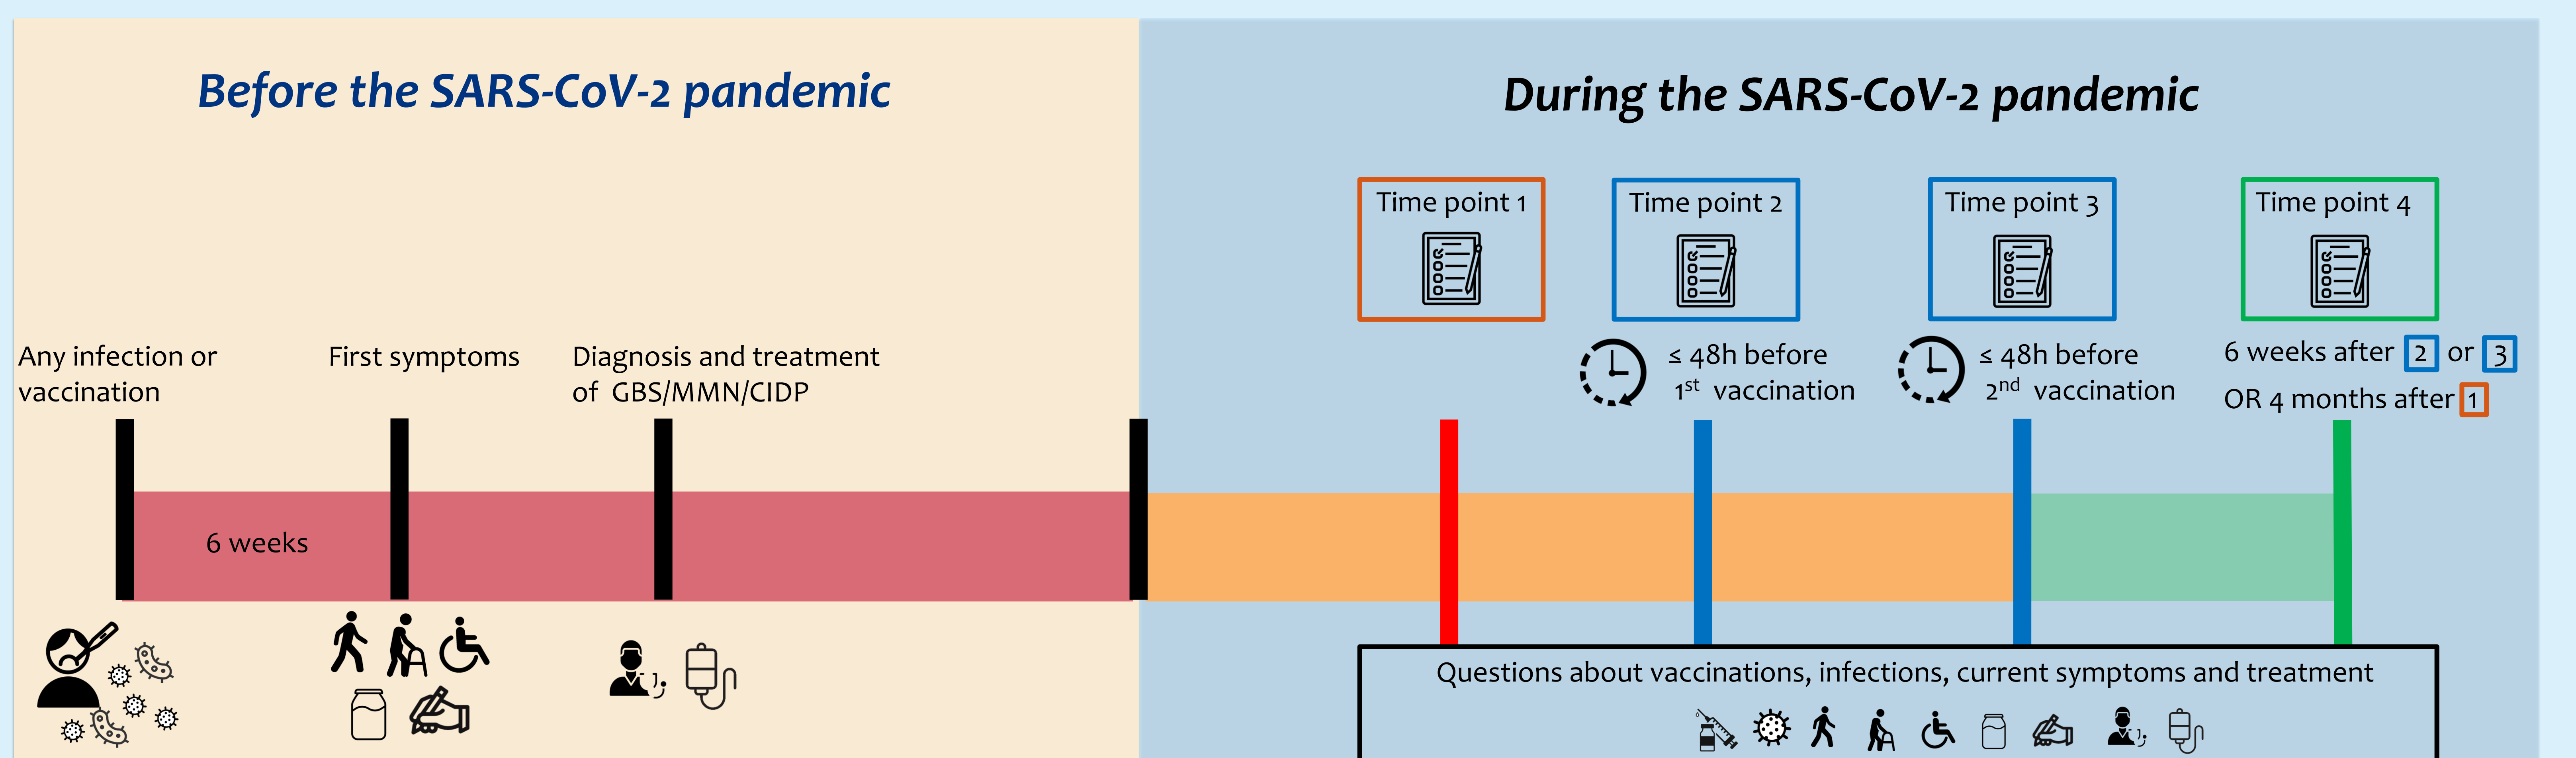 Before the SARS-CoV-2 pandemic
During the SARS-CoV-2 pandemic
Time point 1
Time point 2
Time point 3
Time point 4
Any infection or
vaccination
First symptoms
Diagnosis and treatment
of GBS/MMN/CIDP
≤ 48h before
1st vaccination
≤ 48h before
2nd vaccination
6 weeks after 2 or 3
OR 4 months after 1
6 weeks
Questions about vaccinations, infections, current symptoms and treatment